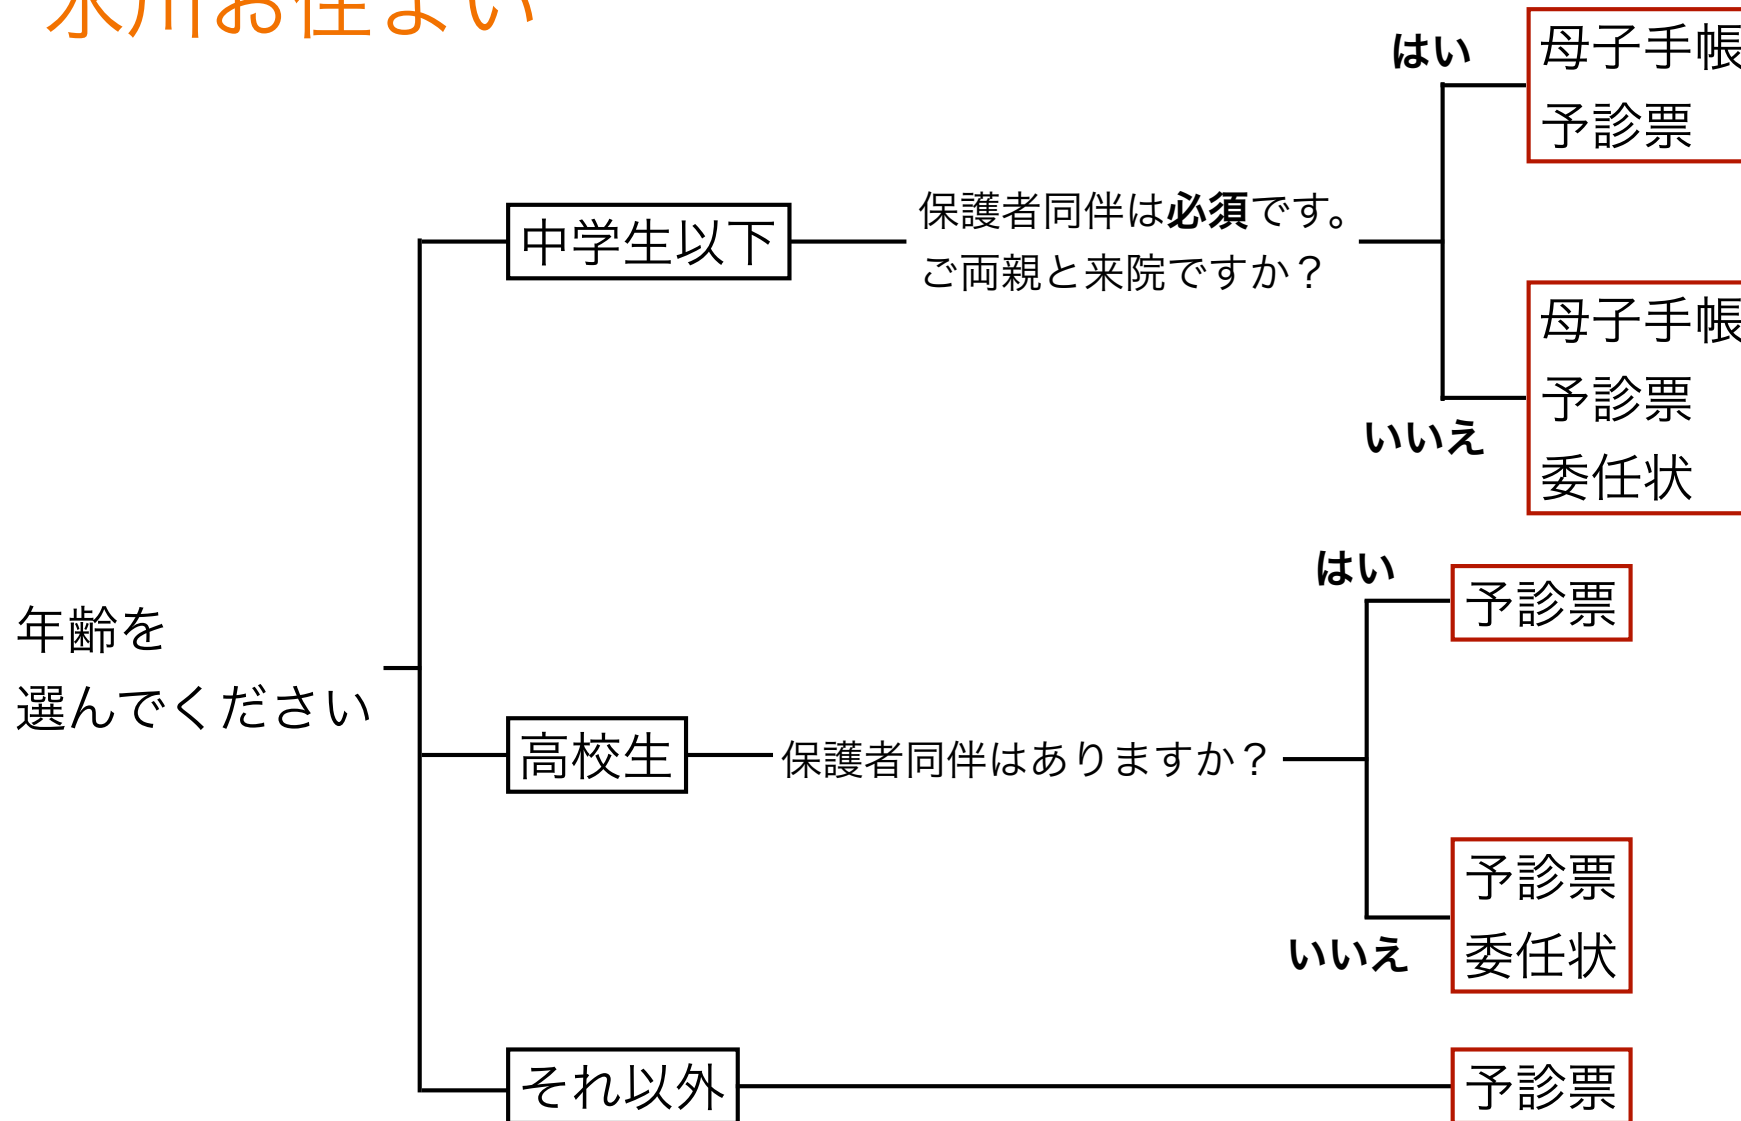 お住まい
はい
母子手帳
予診票
中学生以下
保護者同伴は必須です。
ご両親と来院ですか？
いいえ
母子手帳
予診票
委任状
年齢を
選んでください
高校生
保護者同伴はありますか？
はい
予診票
いいえ
予診票
委任状
それ以外
予診票